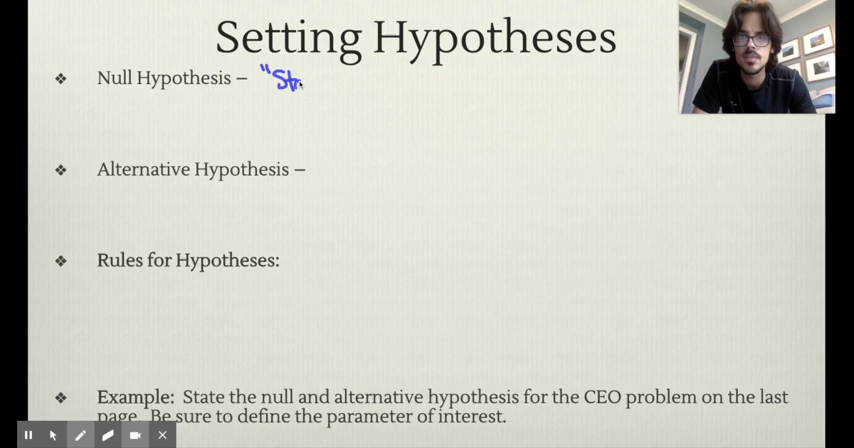 Setting Hypotheses
❖ Null Hypothesis – "Str
❖ Alternative Hypothesis –
❖ Rules for Hypotheses:
❖ Example: State the null and alternative hypothesis for the CEO problem on the last
page. Be sure to define the parameter of interest.